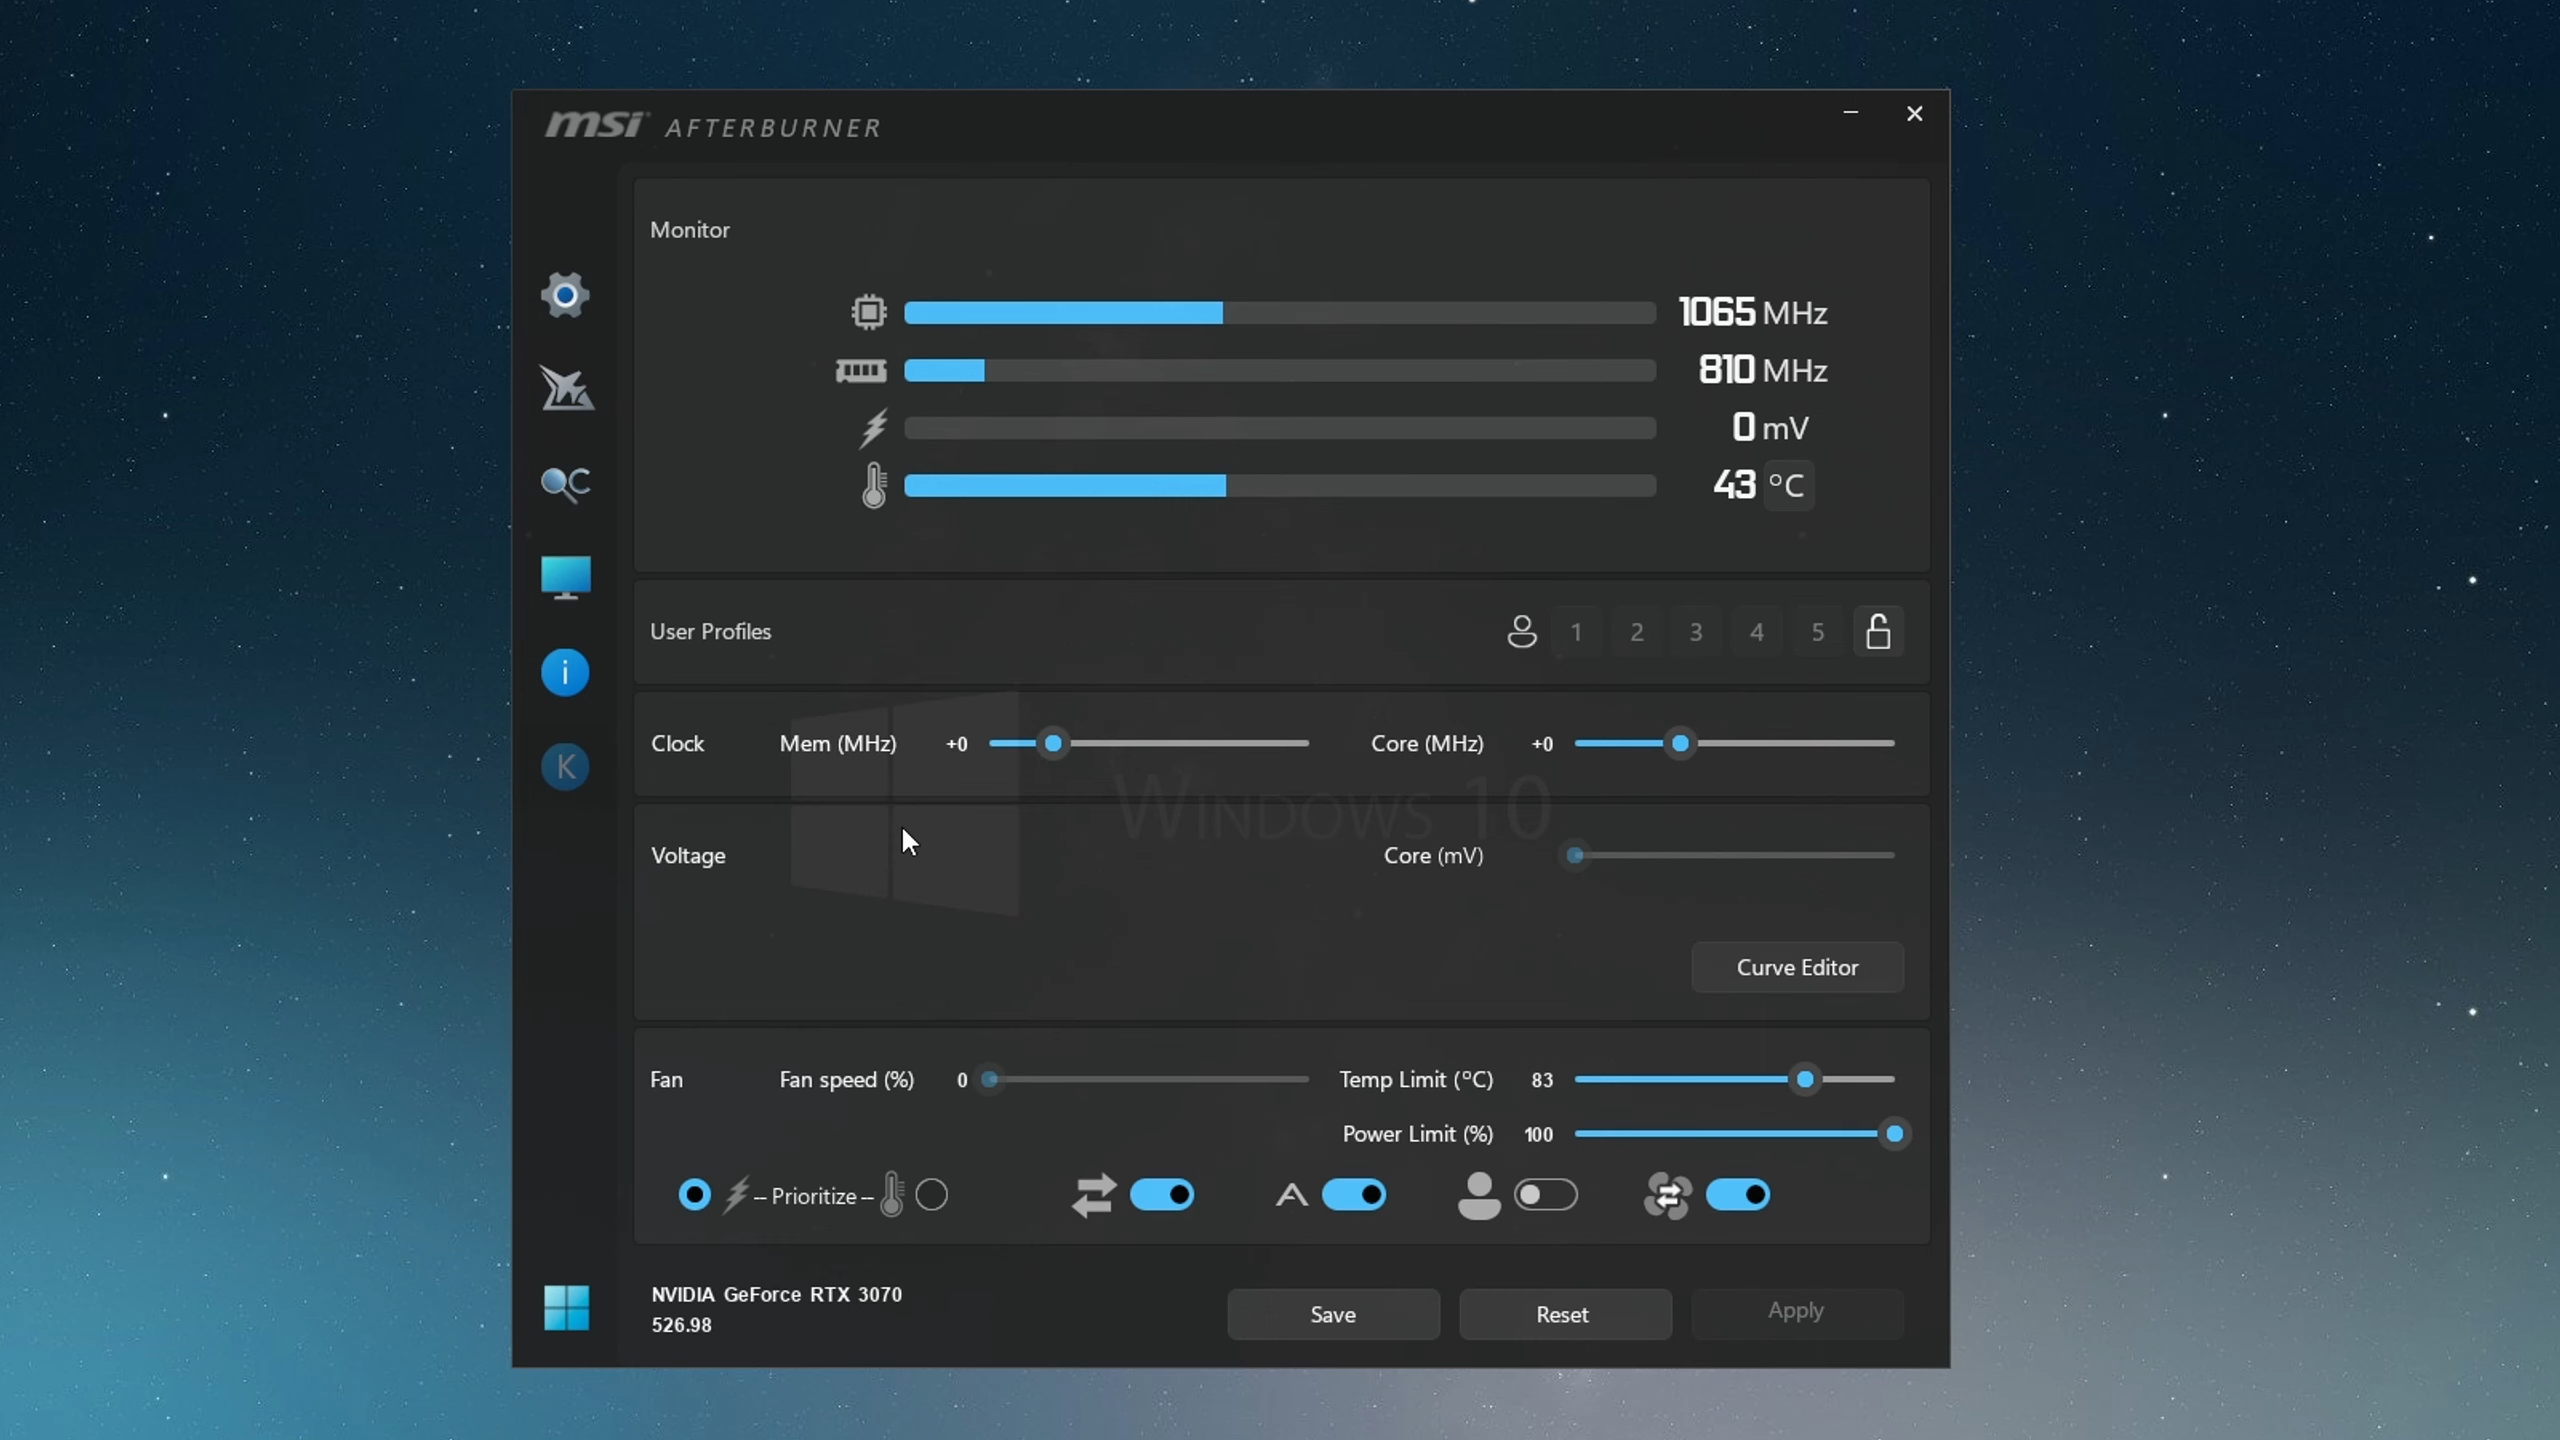 msi AFTERBURNER
Monitor
1065 MHz
810 MHz
0 mV
43 °C
User Profiles 1 2 3 4 5
Clock Mem (MHz) +0 Core (MHz) +0
WINDOWS 10
Voltage Core (mV)
Curve Editor
Fan Fan speed (%) 0 Temp Limit (°C) 83
Power Limit (%) 100
– Prioritize –
A
i
K
NVIDIA GeForce RTX 3070
526.98
Save Reset Apply